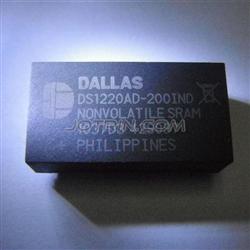 DALLAS
DS1220AD-200IND
NONVOLATILE SRAM
PHILIPPINES